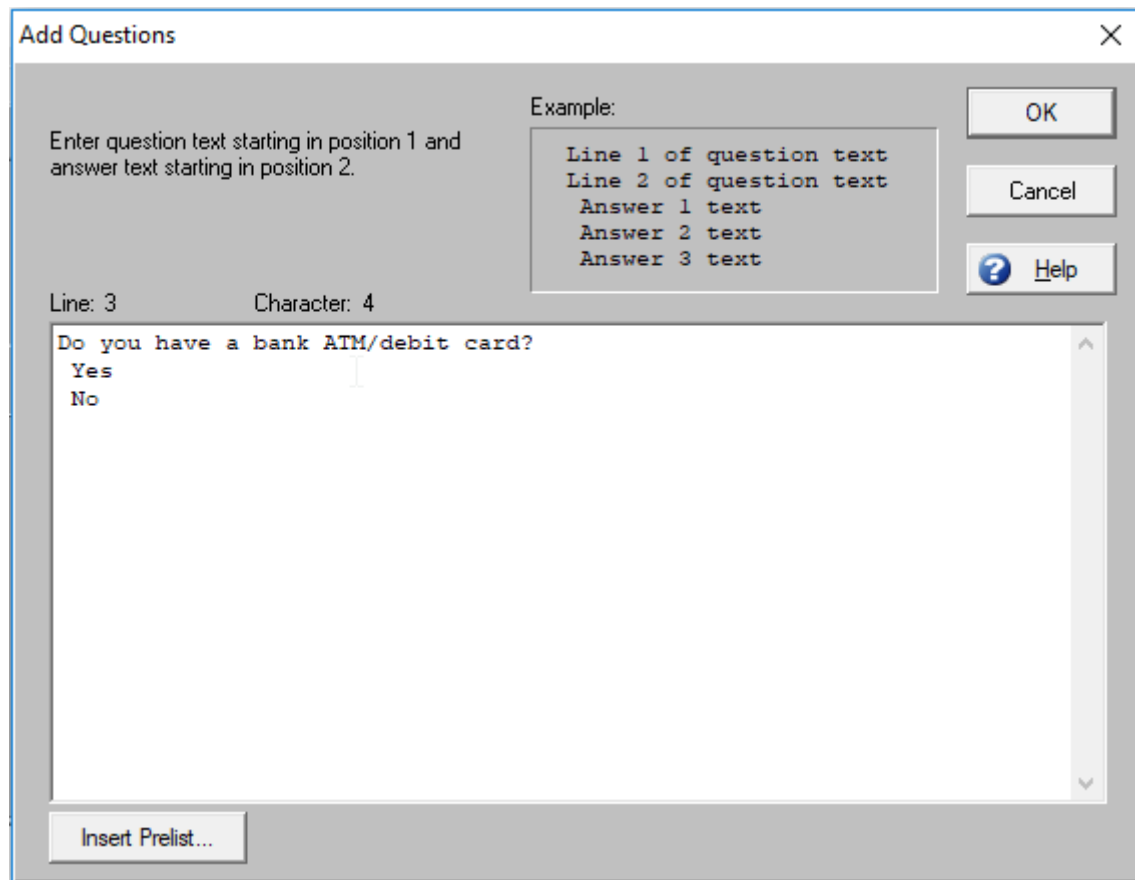 Add Questions
Enter question text starting in position 1 and
answer text starting in position 2.
Example:
Line 1 of question text
Line 2 of question text
Answer 1 text
Answer 2 text
Answer 3 text
OK
Cancel
Help
Line: 3 Character: 4
Do you have a bank ATM/debit card?
Yes
No
Insert Prelist...